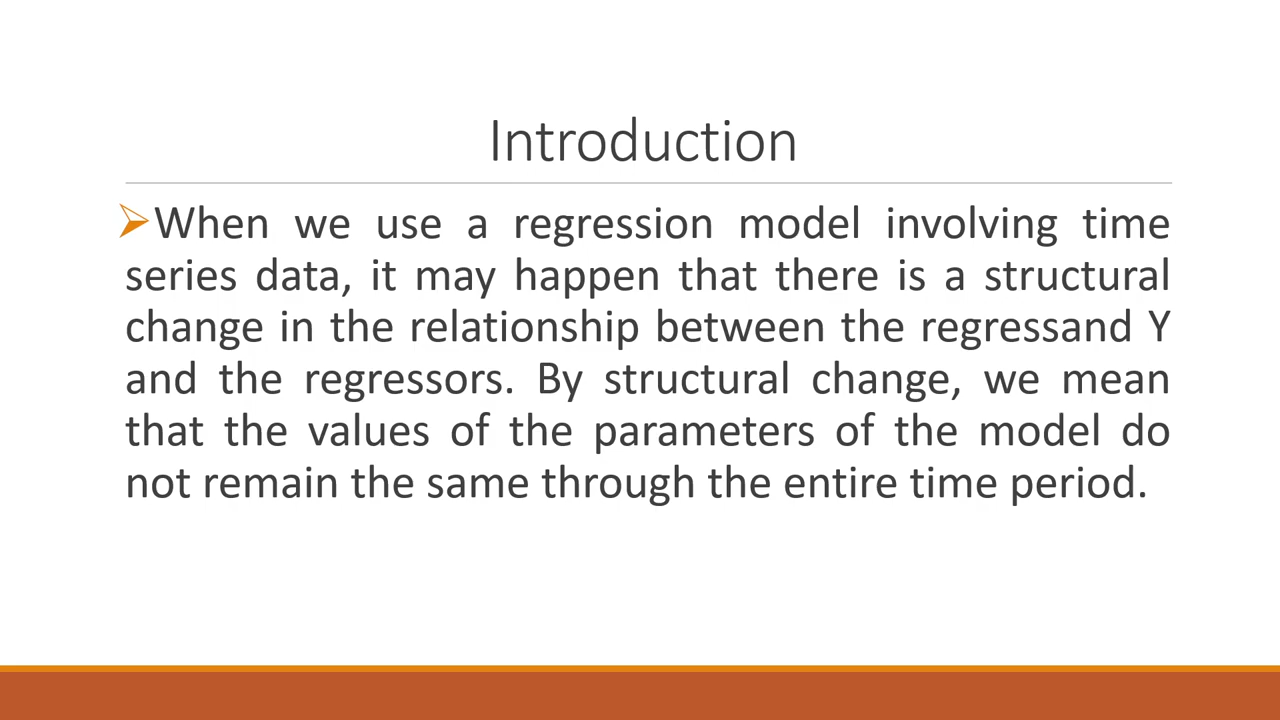 Introduction
When we use a regression model involving time
series data, it may happen that there is a structural
change in the relationship between the regressand Y
and the regressors. By structural change, we mean
that the values of the parameters of the model do
not remain the same through the entire time period.